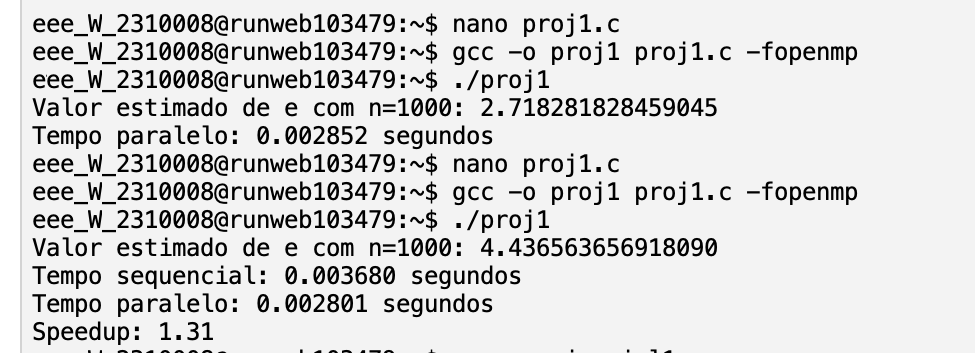 eee_W_2310008@runweb103479:~$ nano proj1.c
eee_W_2310008@runweb103479:~$ gcc -o proj1 proj1.c -fopenmp
eee_W_2310008@runweb103479:~$ ./proj1
Valor estimado de e com n=1000: 2.718281828459045
Tempo paralelo: 0.002852 segundos
eee_W_2310008@runweb103479:~$ nano proj1.c
eee_W_2310008@runweb103479:~$ gcc -o proj1 proj1.c -fopenmp
eee_W_2310008@runweb103479:~$ ./proj1
Valor estimado de e com n=1000: 4.436563656918090
Tempo sequencial: 0.003680 segundos
Tempo paralelo: 0.002801 segundos
Speedup: 1.31